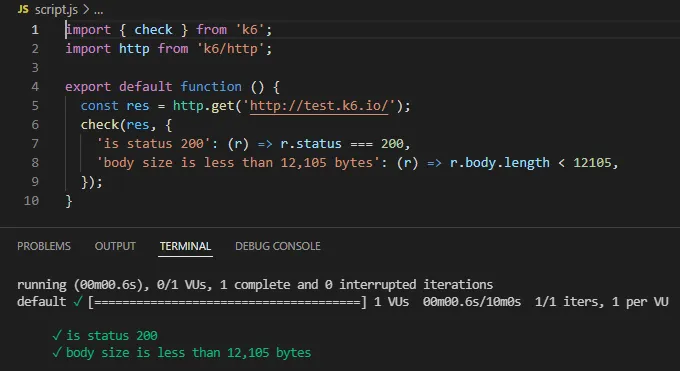 JS script.js > ...
1 import { check } from 'k6';
2 import http from 'k6/http';
3
4 export default function () {
5   const res = http.get('http://test.k6.io/');
6   check(res, {
7     'is status 200': (r) => r.status === 200,
8     'body size is less than 12,105 bytes': (r) => r.body.length < 12105,
9   });
10 }
PROBLEMS OUTPUT TERMINAL DEBUG CONSOLE
running (00m00.6s), 0/1 VUs, 1 complete and 0 interrupted iterations
default ✓ [======================================] 1 VUs  00m00.6s/10m0s  1/1 iters, 1 per VU
✓ is status 200
✓ body size is less than 12,105 bytes